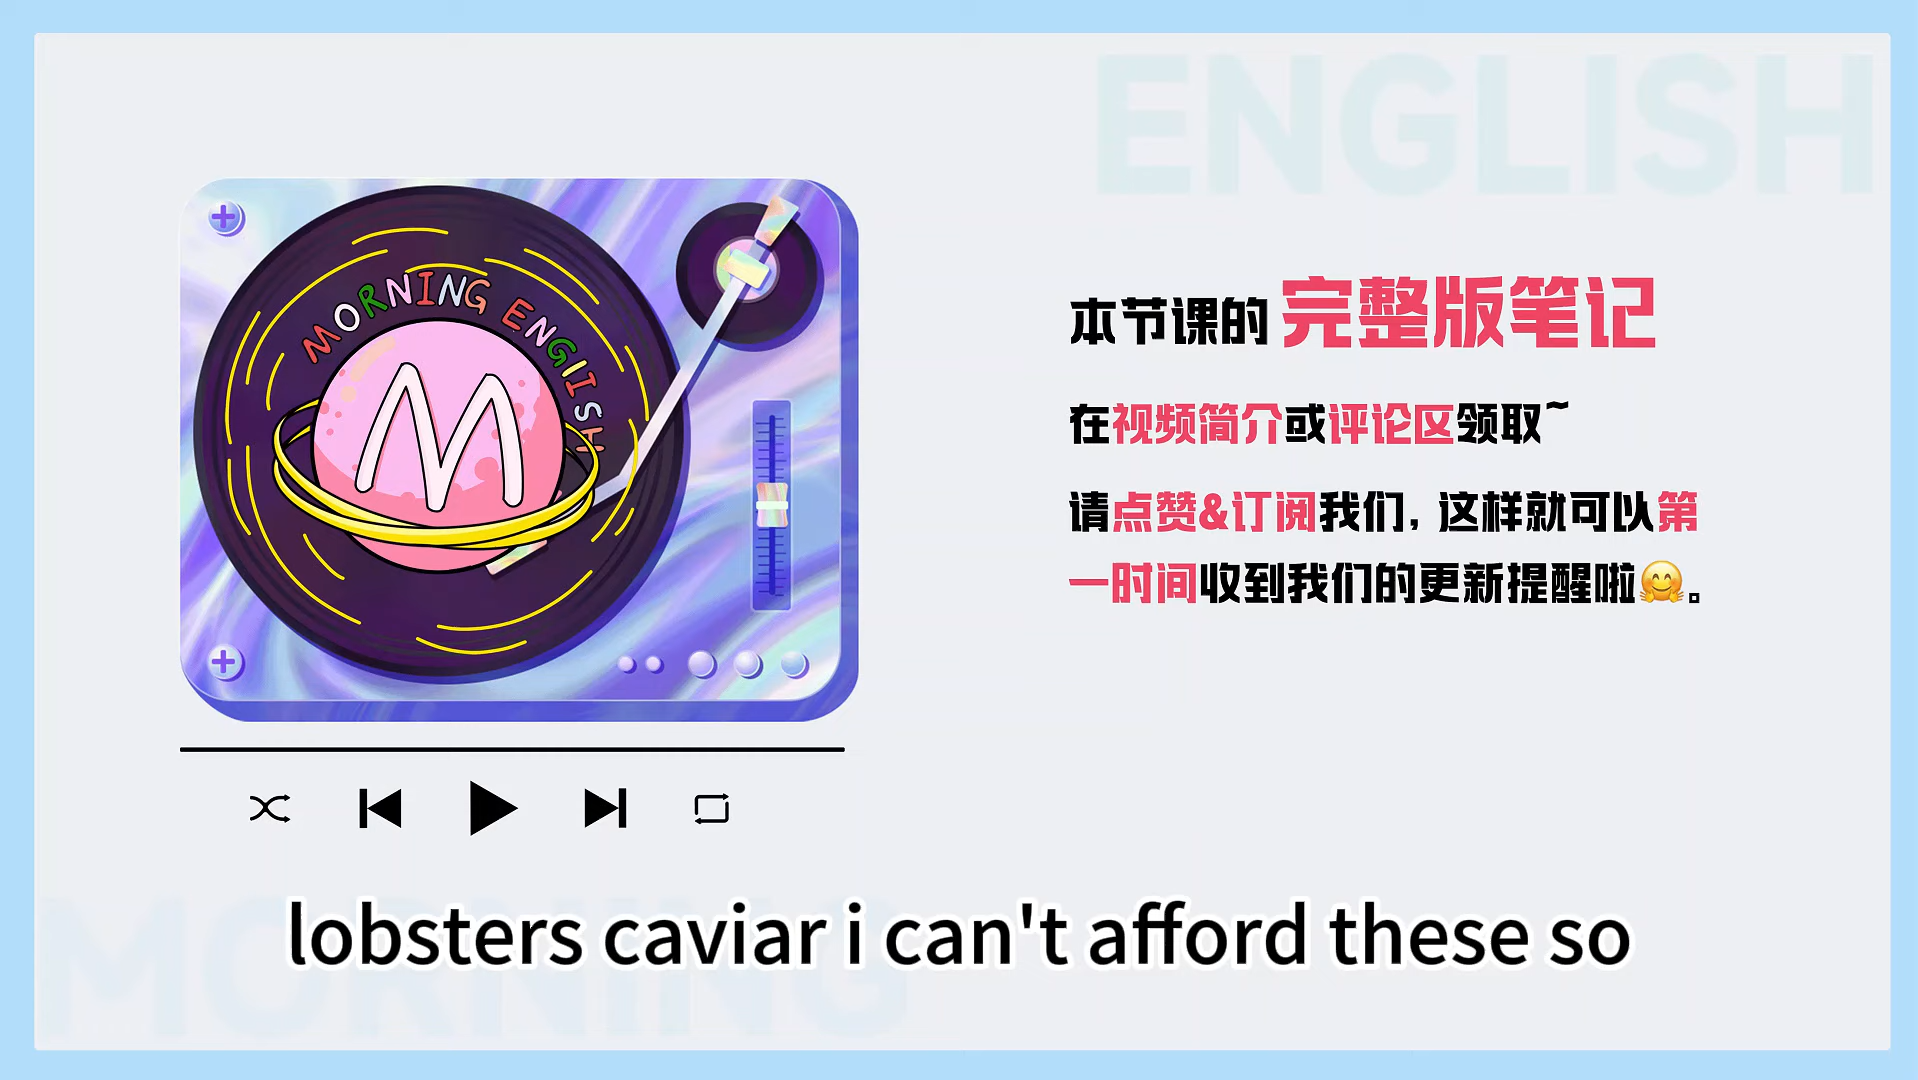 ENGLISH
MORNING ENGLISH
M
本节课的 完整版笔记
在视频简介或评论区领取~
请点赞&订阅我们, 这样就可以第
一时间收到我们的更新提醒啦🤗。
MORNING
lobsters caviar i can't afford these so